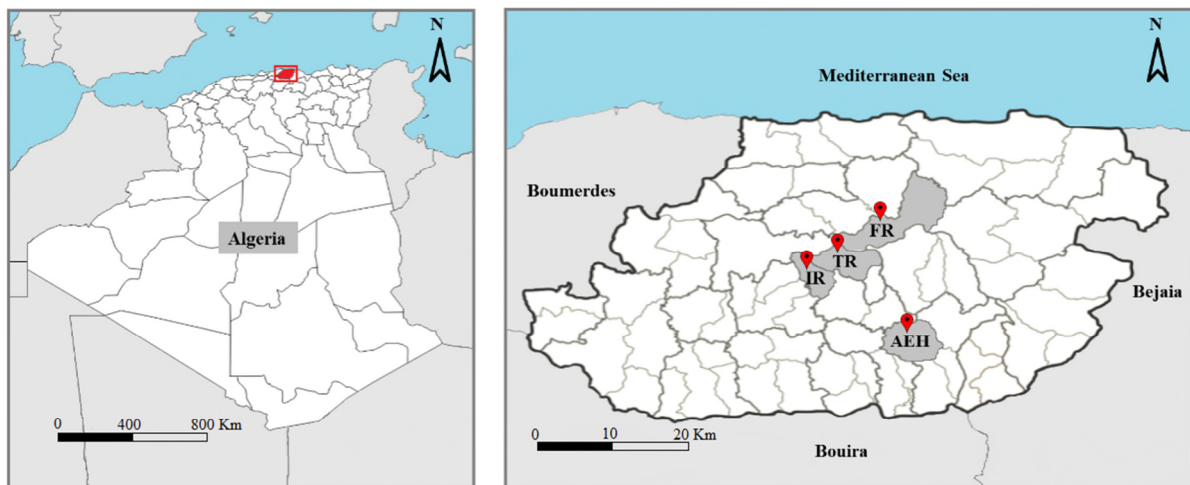 N
Algeria
0 400 800 Km
N
Mediterranean Sea
Boumerdes
FR
TR
IR
Bejaia
AEH
0 10 20 Km
Bouira